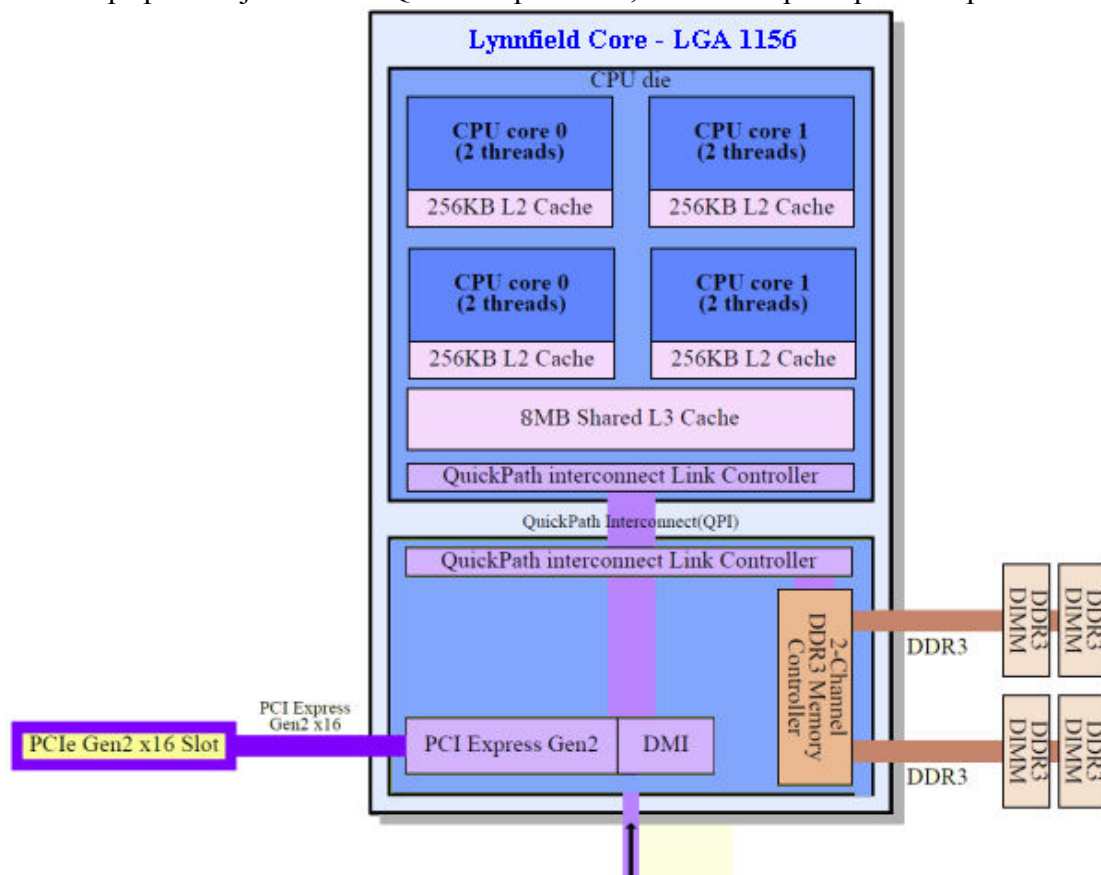 Lynnfield Core - LGA 1156
CPU die
CPU core 0
(2 threads)
256KB L2 Cache
CPU core 1
(2 threads)
256KB L2 Cache
CPU core 0
(2 threads)
256KB L2 Cache
CPU core 1
(2 threads)
256KB L2 Cache
8MB Shared L3 Cache
QuickPath interconnect Link Controller
QuickPath Interconnect(QPI)
QuickPath interconnect Link Controller
2-Channel
DDR3 Memory
Controller
DDR3
DDR3
DIMM
DDR3
DIMM
PCI Express
Gen2 x16
PCIe Gen2 x16 Slot
PCI Express Gen2
DMI
DDR3
DDR3
DIMM
DDR3
DIMM